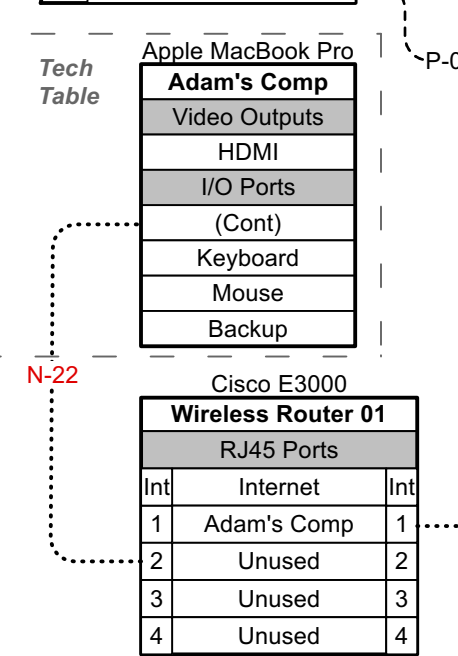 P-0
Tech
Table
Apple MacBook Pro
Adam's Comp
Video Outputs
HDMI
I/O Ports
(Cont)
Keyboard
Mouse
Backup
N-22
Cisco E3000
Wireless Router 01
RJ45 Ports
Int Internet Int
1 Adam's Comp 1
2 Unused 2
3 Unused 3
4 Unused 4